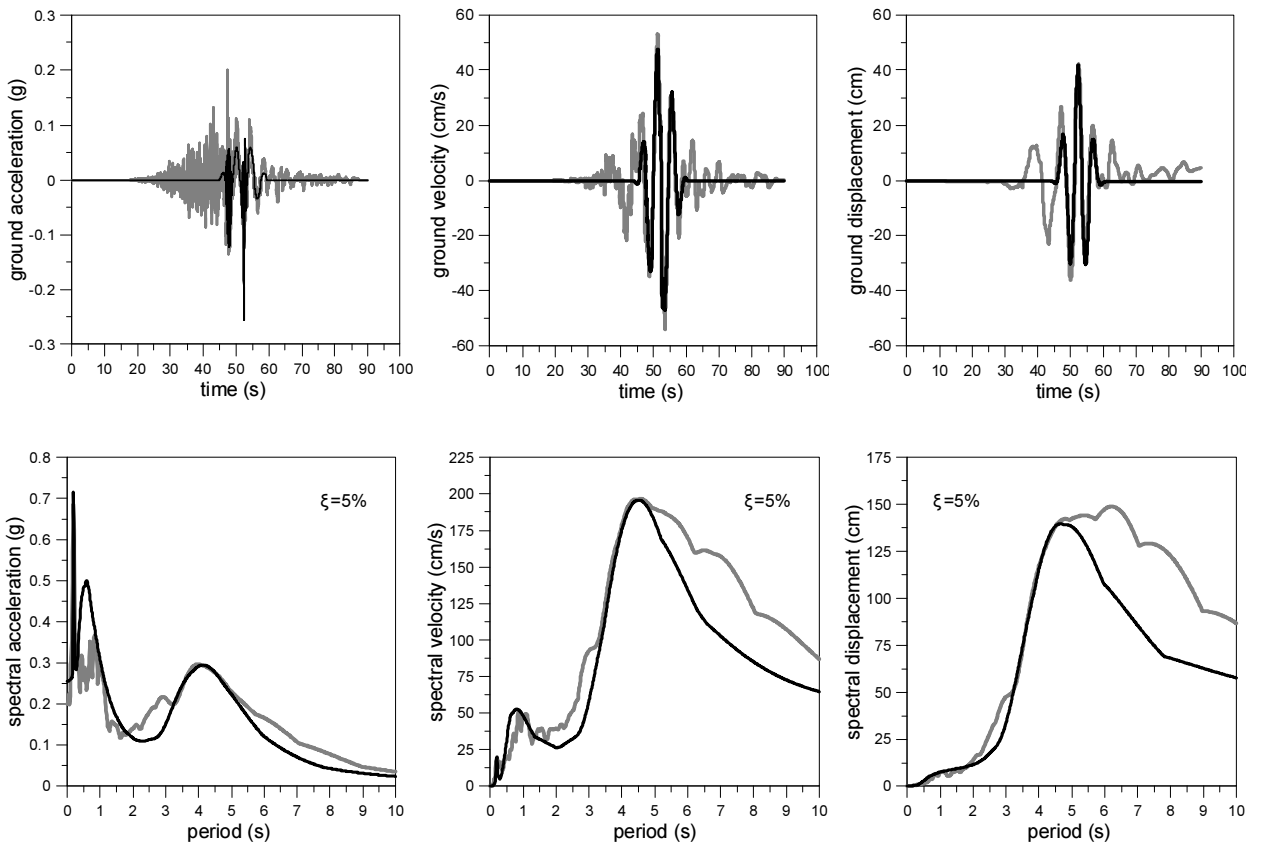 ground acceleration (g)
0.3
0.2
0.1
0
-0.1
-0.2
-0.3
0 10 20 30 40 50 60 70 80 90 100
time (s)
ground velocity (cm/s)
60
40
20
0
-20
-40
-60
0 10 20 30 40 50 60 70 80 90 100
time (s)
ground displacement (cm)
60
40
20
0
-20
-40
-60
0 10 20 30 40 50 60 70 80 90 100
time (s)
spectral acceleration (g)
0.8
0.7
0.6
0.5
0.4
0.3
0.2
0.1
0
ξ=5%
0 1 2 3 4 5 6 7 8 9 10
period (s)
spectral velocity (cm/s)
225
200
175
150
125
100
75
50
25
0
ξ=5%
0 1 2 3 4 5 6 7 8 9 10
period (s)
spectral displacement (cm)
175
150
125
100
75
50
25
0
ξ=5%
0 1 2 3 4 5 6 7 8 9 10
period (s)